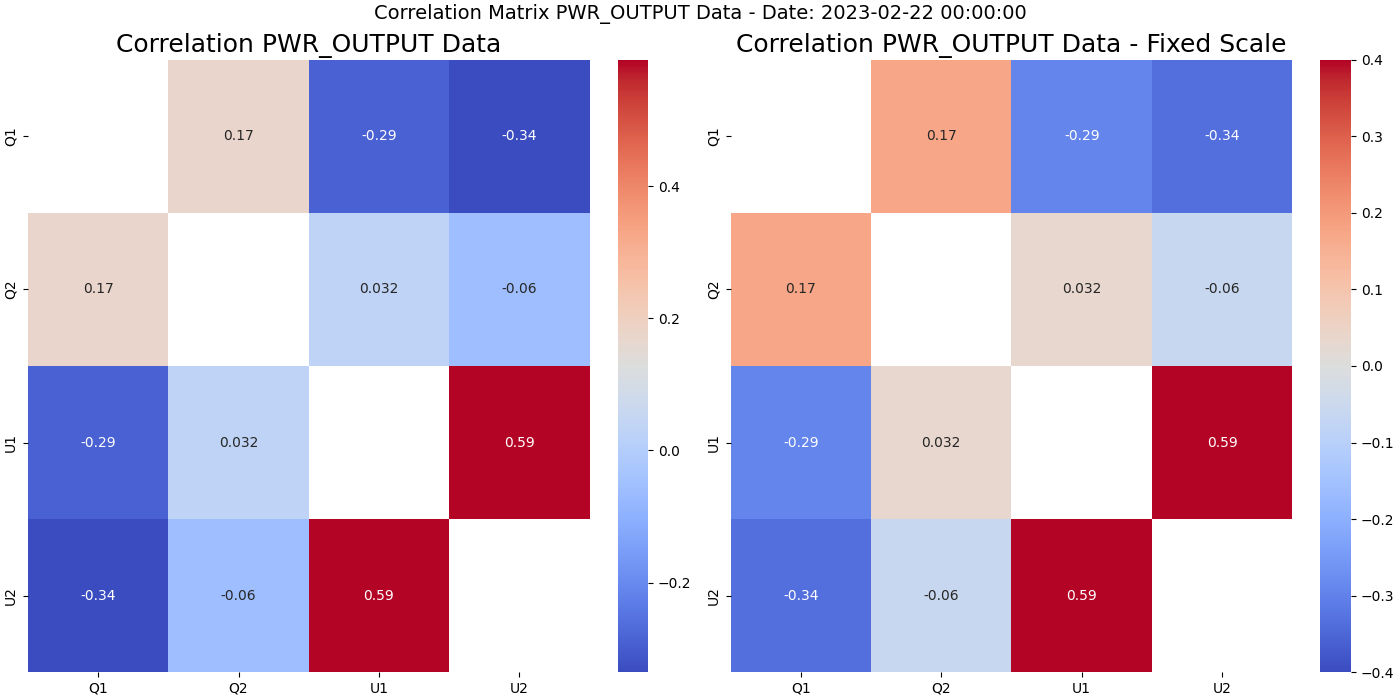 Correlation Matrix PWR_OUTPUT Data - Date: 2023-02-22 00:00:00
Correlation PWR_OUTPUT Data
Q1
0.17
-0.29
-0.34
Q2
0.17
0.032
-0.06
U1
-0.29
0.032
0.59
U2
-0.34
-0.06
0.59
Q1
Q2
U1
U2
0.4
0.2
0.0
−0.2
Correlation PWR_OUTPUT Data - Fixed Scale
Q1
0.17
-0.29
-0.34
Q2
0.17
0.032
-0.06
U1
-0.29
0.032
0.59
U2
-0.34
-0.06
0.59
Q1
Q2
U1
U2
0.4
0.3
0.2
0.1
0.0
−0.1
−0.2
−0.3
−0.4